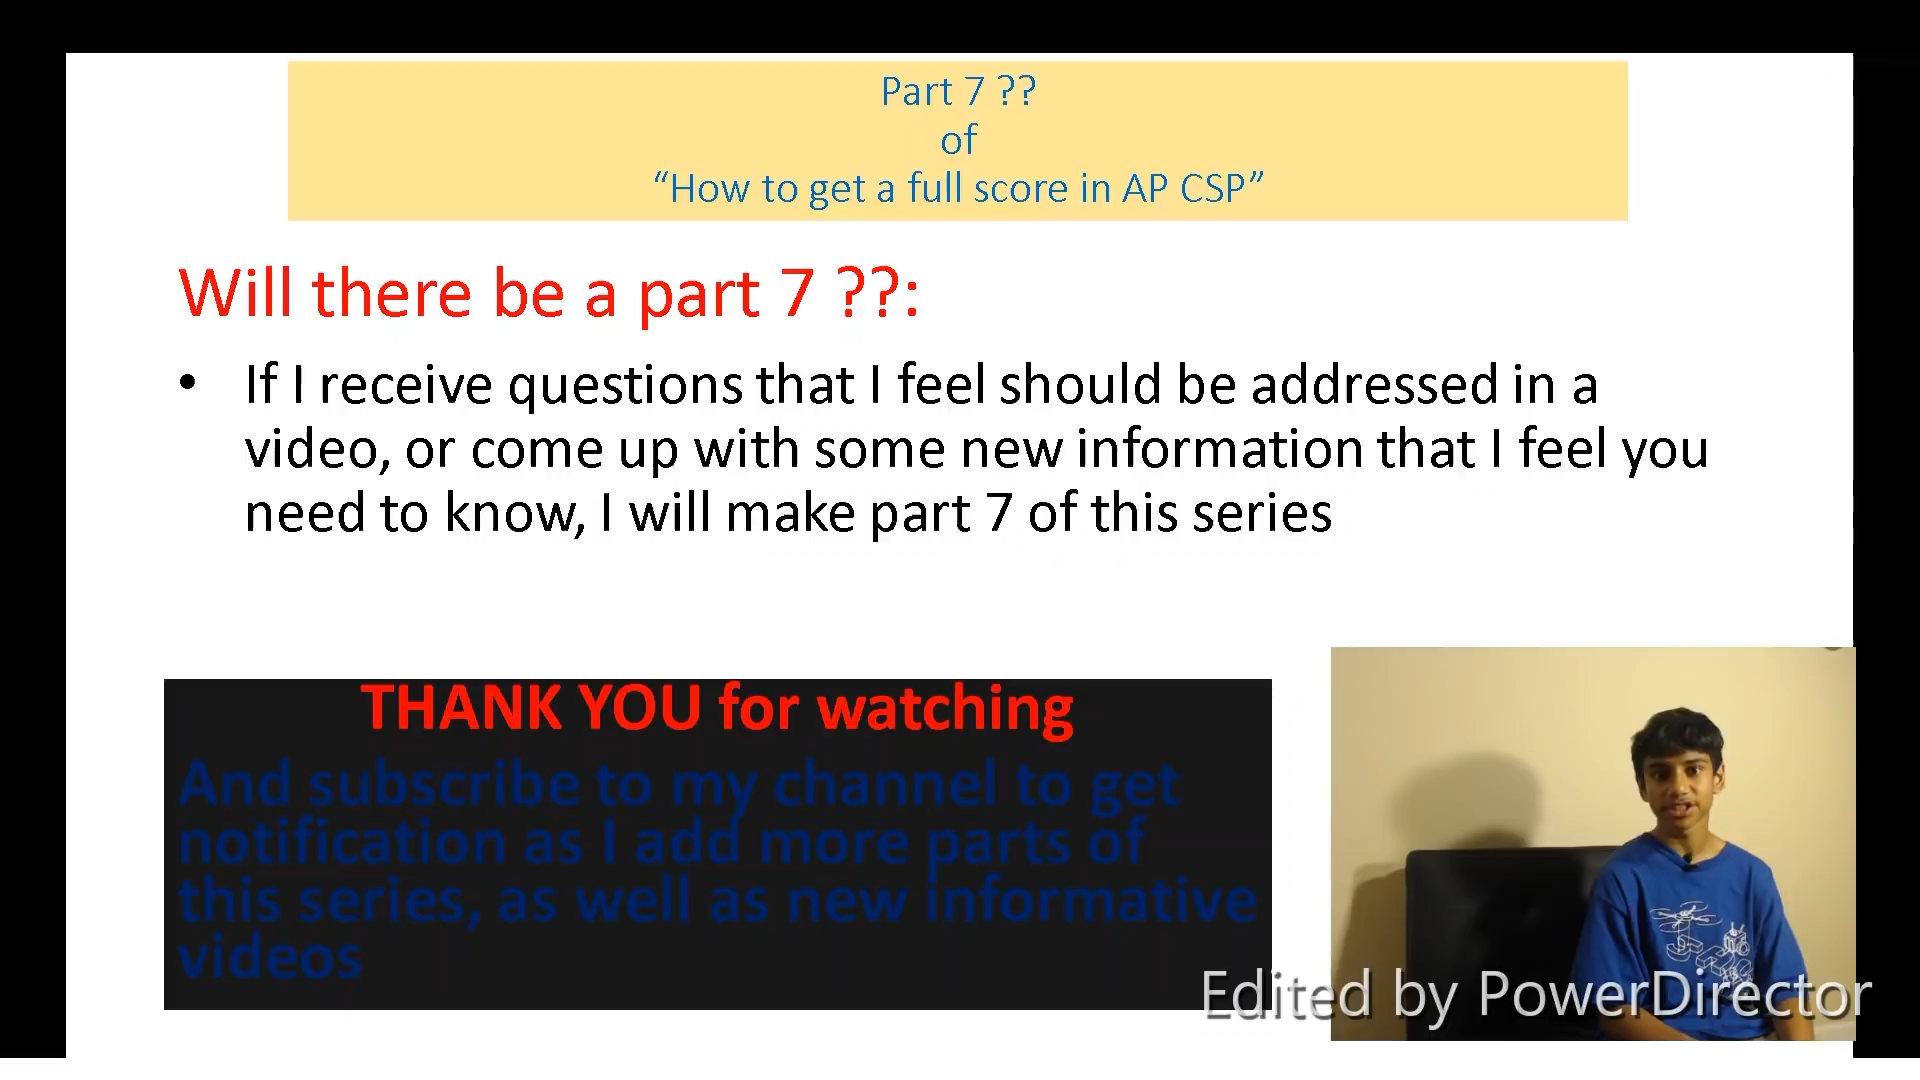 Part 7 ??
of
“How to get a full score in AP CSP”
Will there be a part 7 ??:
• If I receive questions that I feel should be addressed in a
video, or come up with some new information that I feel you
need to know, I will make part 7 of this series
THANK YOU for watching
And subscribe to my channel to get
notification as I add more parts of
this series, as well as new informative
videos
Edited by PowerDirector